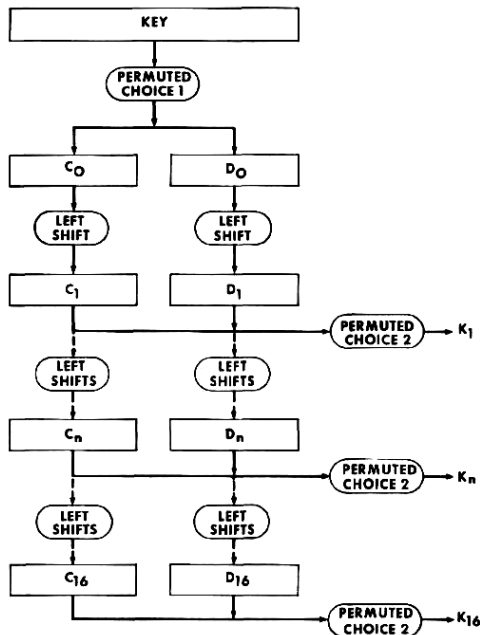 KEY
PERMUTED
CHOICE 1
C0 D0
LEFT
SHIFT
LEFT
SHIFT
C1 D1
PERMUTED
CHOICE 2
K1
LEFT
SHIFTS
LEFT
SHIFTS
Cn Dn
PERMUTED
CHOICE 2
Kn
LEFT
SHIFTS
LEFT
SHIFTS
C16 D16
PERMUTED
CHOICE 2
K16